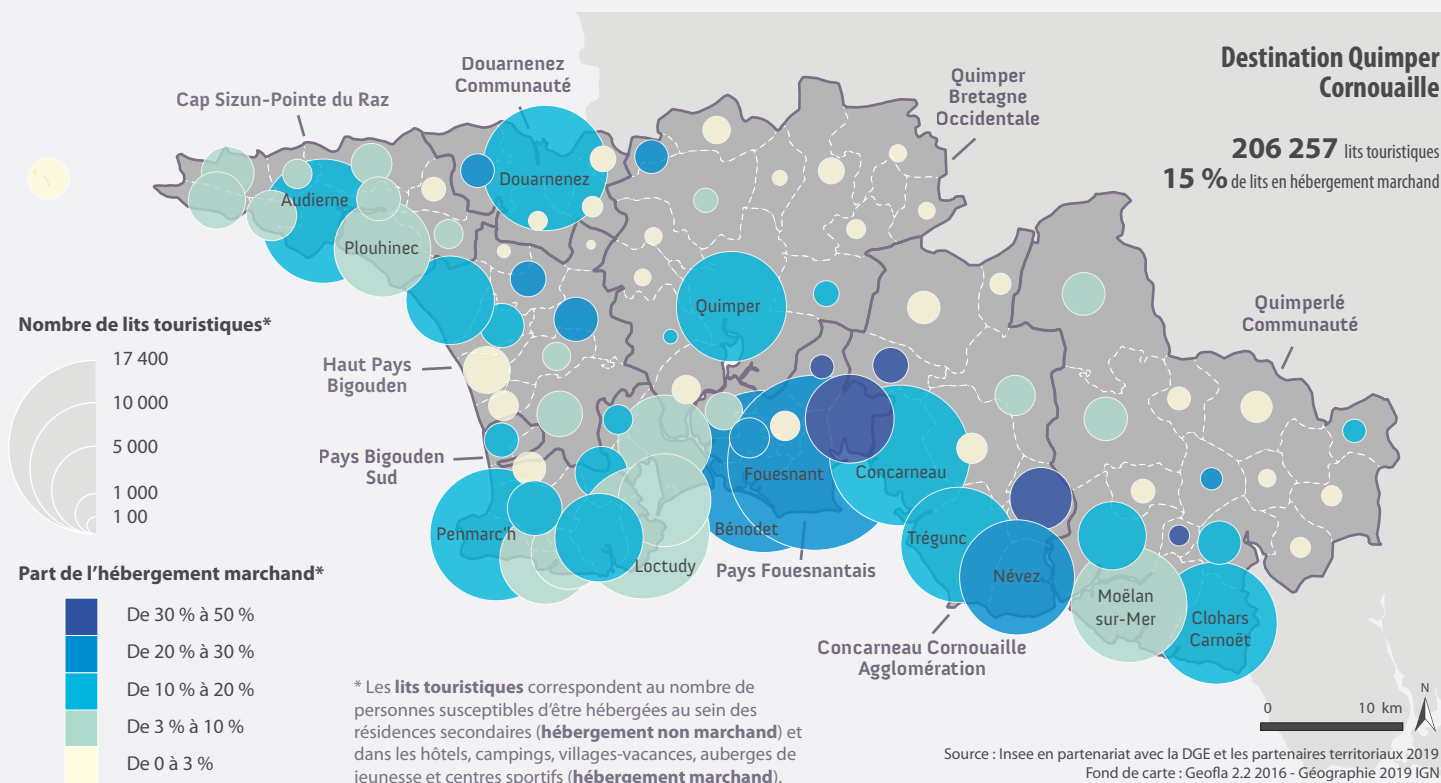 Destination Quimper
Cornouaille
206 257 lits touristiques
15 % de lits en hébergement marchand
Cap Sizun-Pointe du Raz
Douarnenez
Communauté
Quimper
Bretagne
Occidentale
Douarnenez
Audierne
Plouhinec
Quimper
Quimperlé
Communauté
Haut Pays
Bigouden
Pays Bigouden
Sud
Fouesnant
Concarneau
Penmarc'h
Bénodet
Trégunc
Loctudy
Pays Fouesnantais
Névez
Moëlan
sur-Mer
Clohars
Carnoët
Concarneau Cornouaille
Agglomération
Nombre de lits touristiques*
17 400
10 000
5 000
1 000
1 00
Part de l'hébergement marchand*
De 30 % à 50 %
De 20 % à 30 %
De 10 % à 20 %
De 3 % à 10 %
De 0 à 3 %
* Les lits touristiques correspondent au nombre de
personnes susceptibles d'être hébergées au sein des
résidences secondaires (hébergement non marchand) et
dans les hôtels, campings, villages-vacances, auberges de
jeunesse et centres sportifs (hébergement marchand).
N
0 10 km
Source : Insee en partenariat avec la DGE et les partenaires territoriaux 2019
Fond de carte : Geofla 2.2 2016 - Géographie 2019 IGN